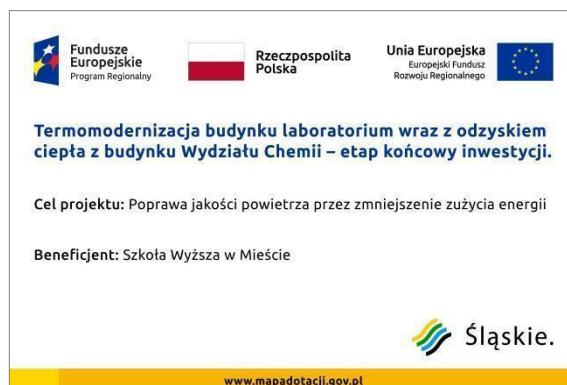 Fundusze
Europejskie
Program Regionalny
Rzeczpospolita
Polska
Unia Europejska
Europejski Fundusz
Rozwoju Regionalnego
Termomodernizacja budynku laboratorium wraz z odzyskiem
ciepła z budynku Wydziału Chemii – etap końcowy inwestycji.
Cel projektu: Poprawa jakości powietrza przez zmniejszenie zużycia energii
Beneficjent: Szkoła Wyższa w Mieście
Śląskie.
www.mapadotacji.gov.pl